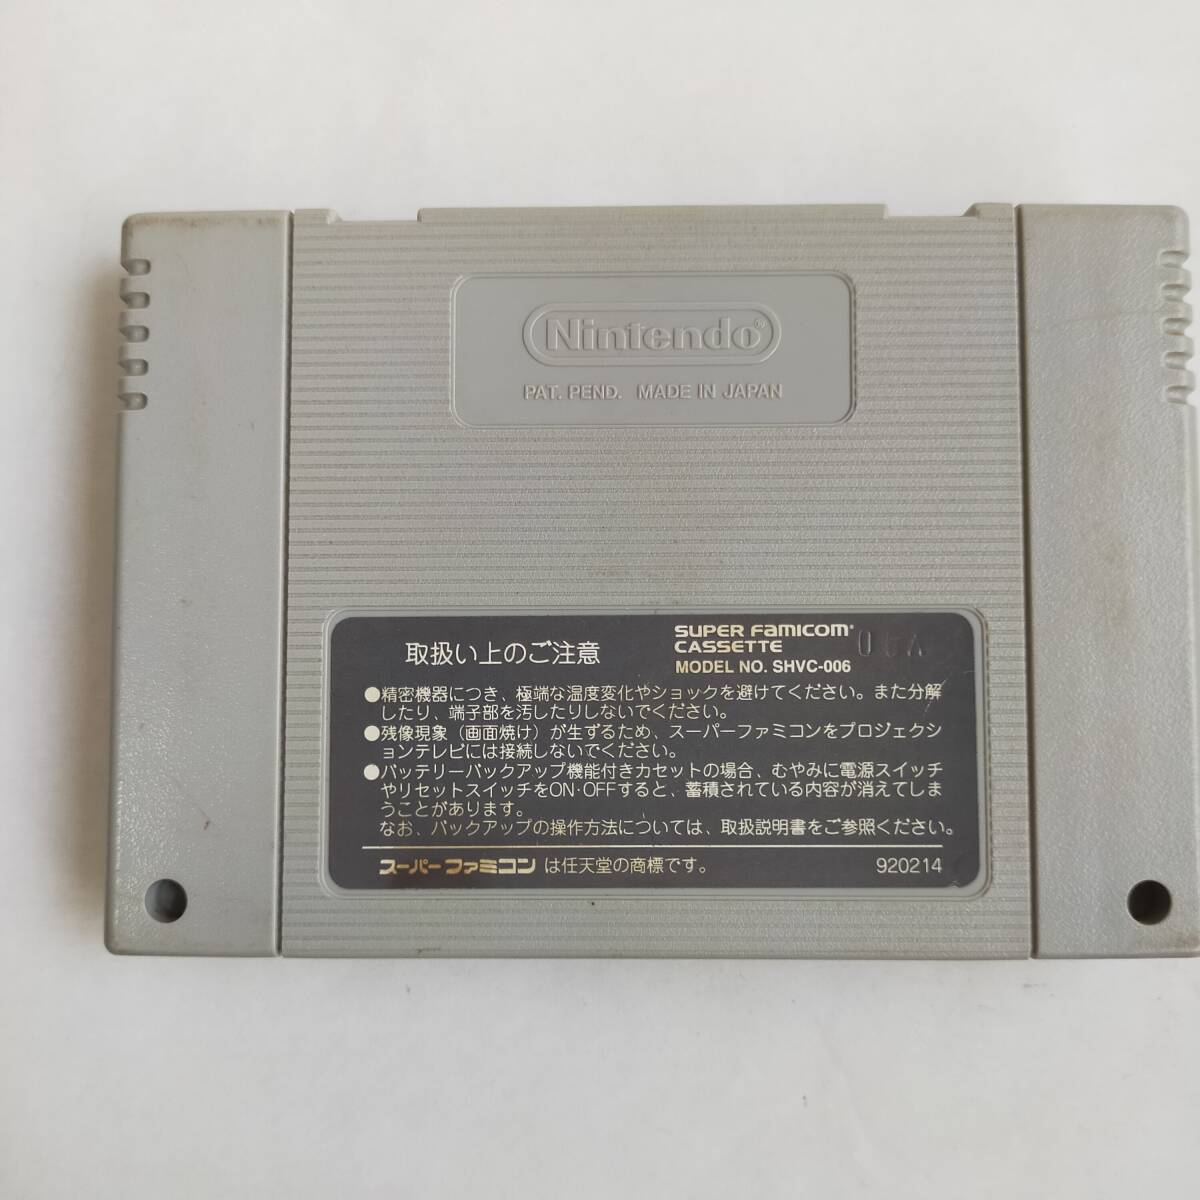 Nintendo®
PAT. PEND. MADE IN JAPAN
取扱い上のご注意
SUPER FAMICOM
CASSETTE
MODEL NO. SHVC-006
●精密機器につき、極端な温度変化やショックを避けてください。また分解
したり、端子部を汚したりしないでください。
●残像現象（画面焼け）が生ずるため、スーパーファミコンをプロジェクシ
ョンテレビには接続しないでください。
●バッテリーバックアップ機能付きカセットの場合、むやみに電源スイッチ
やリセットスイッチをON·OFFすると、蓄積されている内容が消えてしま
うことがあります。
なお、バックアップの操作方法については、取扱説明書をご参照ください。
スーパーファミコン は任天堂の商標です。
920214